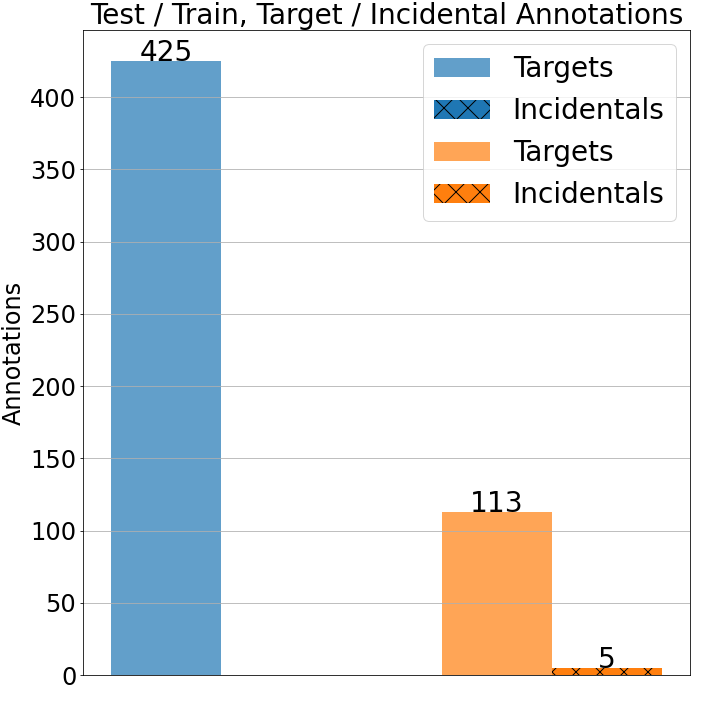 Test / Train, Target / Incidental Annotations
425
Targets
Incidentals
Targets
Incidentals
400
350
300
250
200
150
100
50
0
Annotations
113
5